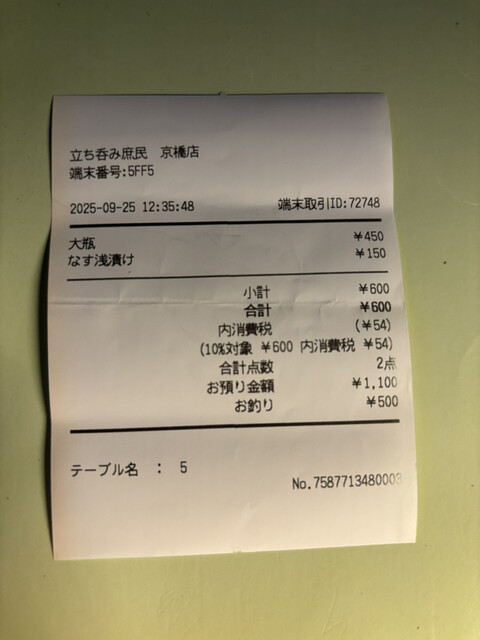 立ち呑み庶民 京橋店
端末番号:5FF5
2025-09-25 12:35:48 端末取引ID:72748
大瓶 ¥450
なす浅漬け ¥150
小計 ¥600
合計 ¥600
内消費税 (¥54)
(10%対象 ¥600 内消費税 ¥54)
合計点数 2点
お預り金額 ¥1,100
お釣り ¥500
テーブル名 : 5
No.7587713480003